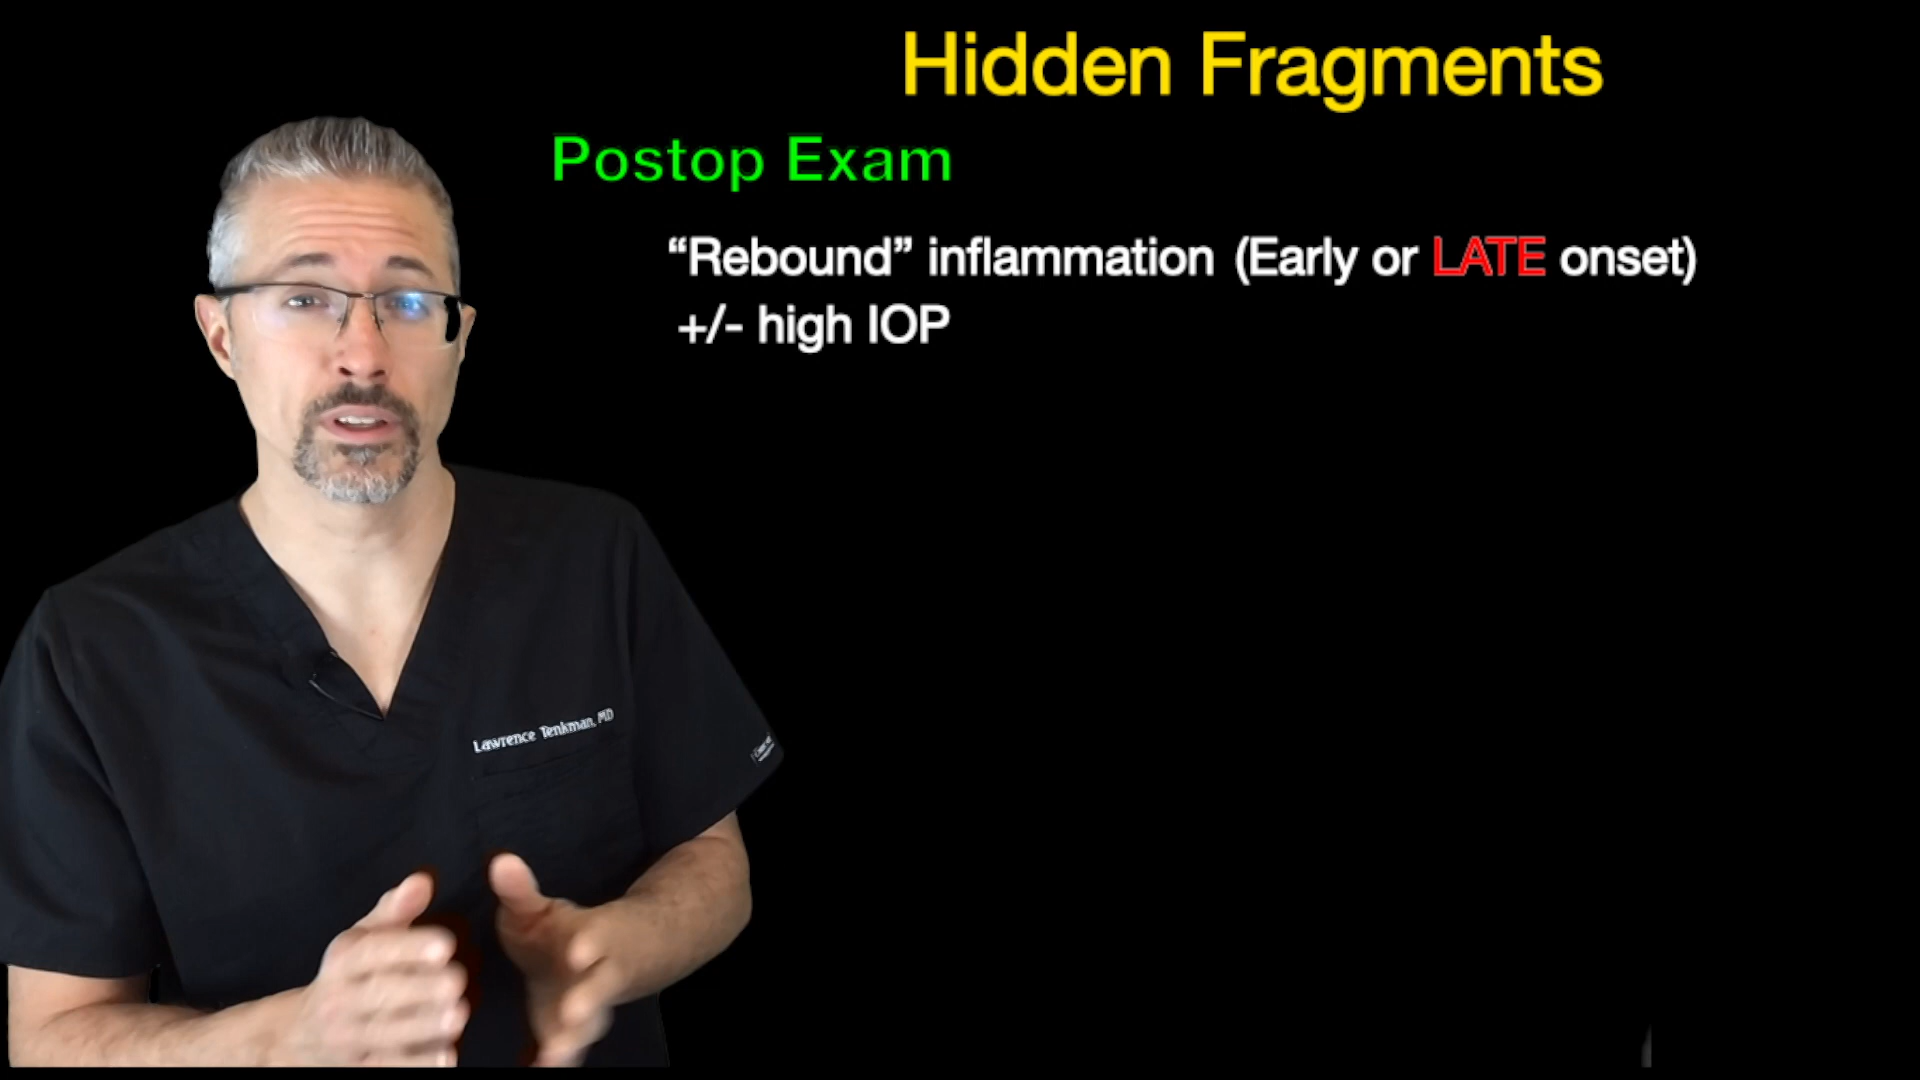 Hidden Fragments
Postop Exam
“Rebound” inflammation (Early or LATE onset)
+/- high IOP
Lawrence Tenkman, MD